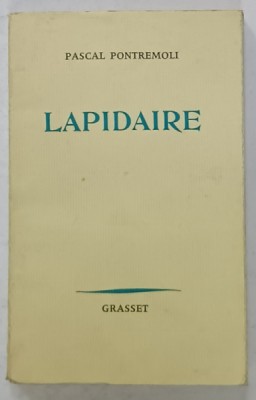 PASCAL PONTREMOLI
LAPIDAIRE
GRASSET